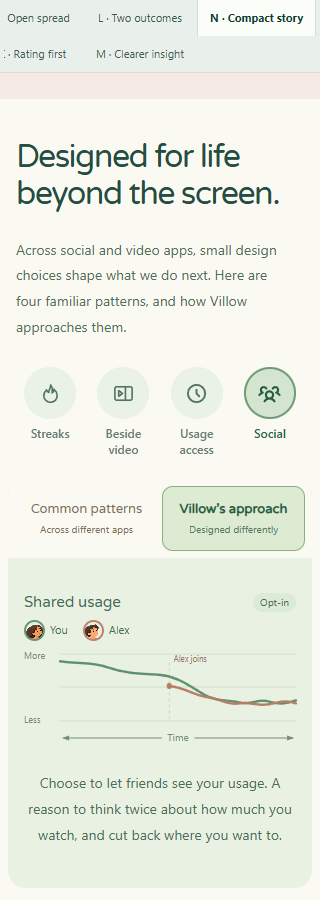 Open spread
L · Two outcomes
N · Compact story
· Rating first
M · Clearer insight
Designed for life
beyond the screen.
Across social and video apps, small design
choices shape what we do next. Here are
four familiar patterns, and how Villow
approaches them.
Streaks
Beside
video
Usage
access
Social
Common patterns
Across different apps
Villow's approach
Designed differently
Shared usage
Opt-in
You
Alex
More
Alex joins
Less
Time
Choose to let friends see your usage. A
reason to think twice about how much you
watch, and cut back where you want to.